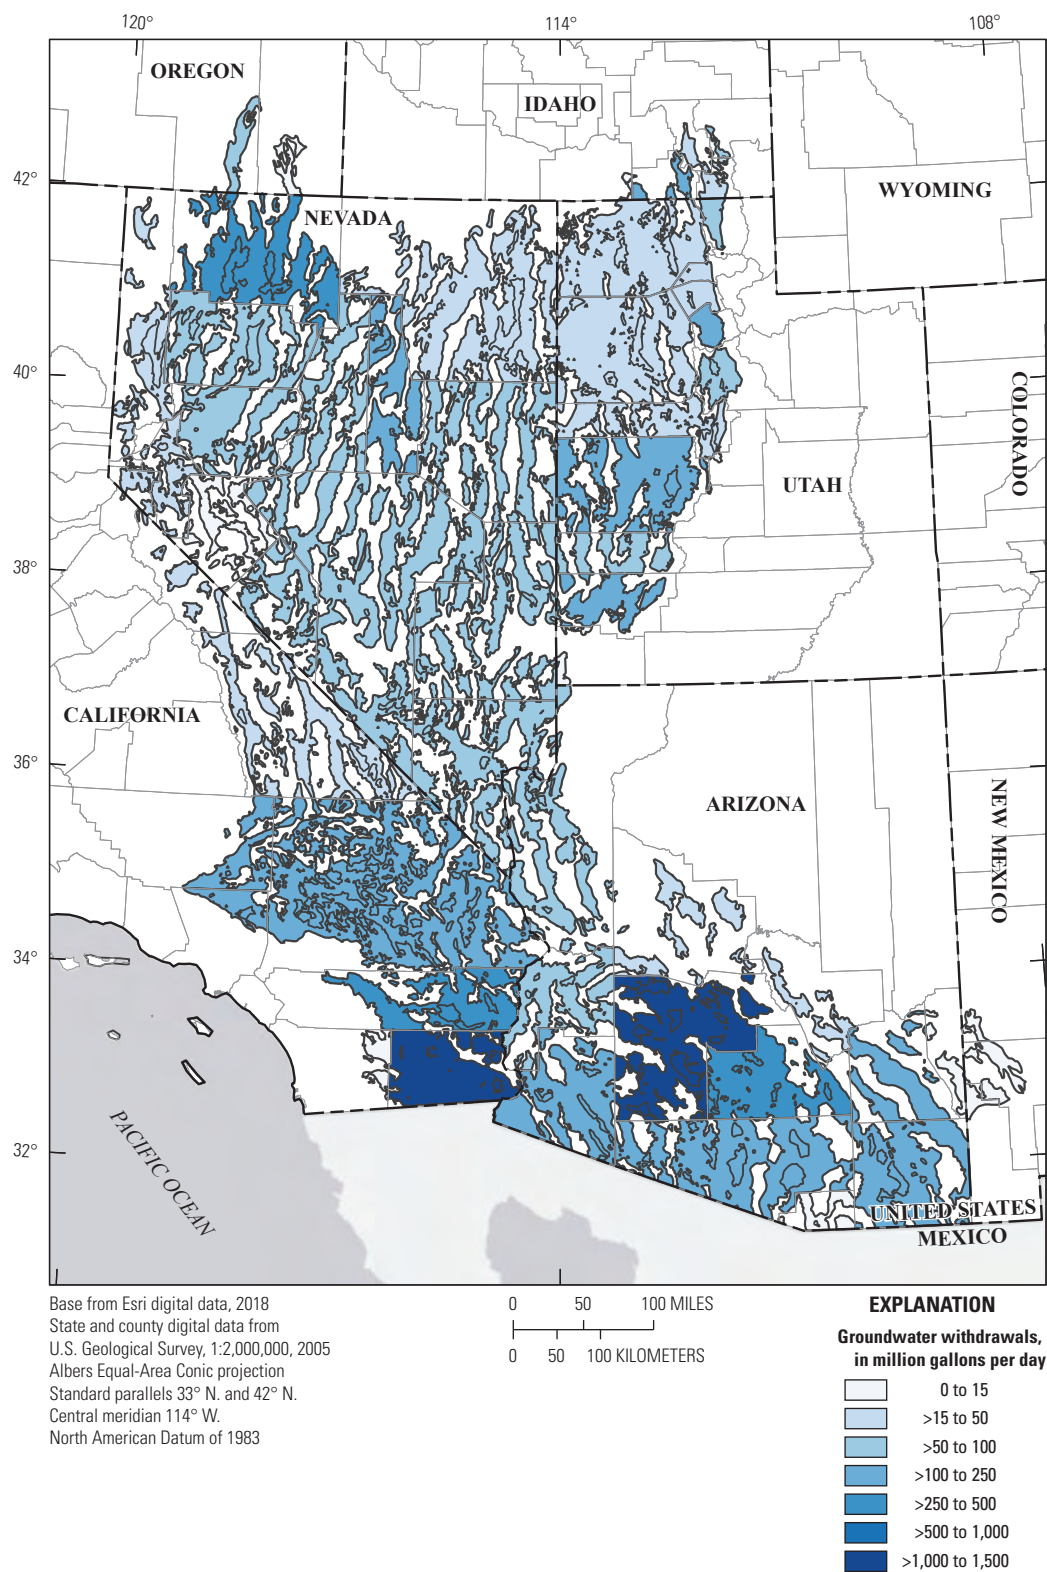 120° 114° 108°
OREGON
IDAHO
42°
WYOMING
NEVADA
40°
COLORADO
UTAH
38°
CALIFORNIA
36°
ARIZONA
NEW MEXICO
34°
PACIFIC OCEAN
32°
UNITED STATES
MEXICO
Base from Esri digital data, 2018
State and county digital data from
U.S. Geological Survey, 1:2,000,000, 2005
Albers Equal-Area Conic projection
Standard parallels 33° N. and 42° N.
Central meridian 114° W.
North American Datum of 1983
0 50 100 MILES
0 50 100 KILOMETERS
EXPLANATION
Groundwater withdrawals,
in million gallons per day
0 to 15
>15 to 50
>50 to 100
>100 to 250
>250 to 500
>500 to 1,000
>1,000 to 1,500